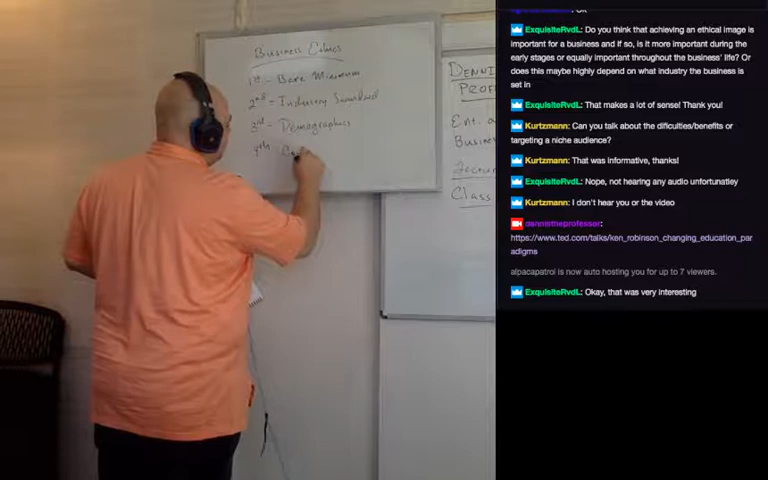 Business Ethics
1st - Bare Minimum
2nd = Industry Standard
3rd - Demographics
4th
DENNI
PROF
Ent.
Busines
Lectur
Class
ExquisiteRvdL: Do you think that achieving an ethical image is
important for a business and if so, is it more important during the
early stages or equally important throughout the business' life? Or
does this maybe highly depend on what industry the business is
set in
ExquisiteRvdL: That makes a lot of sense! Thank you!
Kurtzmann: Can you talk about the dificulties/benefits or
targeting a niche audience?
Kurtzmann: That was informative, thanks!
ExquisiteRvdL: Nope, not hearing any audio unfortunatley
Kurtzmann: I don't hear you or the video
dennistheprofessor:
https://www.ted.com/talks/ken_robinson_changing_education_par
adigms
alpacapatrol is now auto hosting you for up to 7 viewers.
ExquisiteRvdL: Okay, that was very interesting